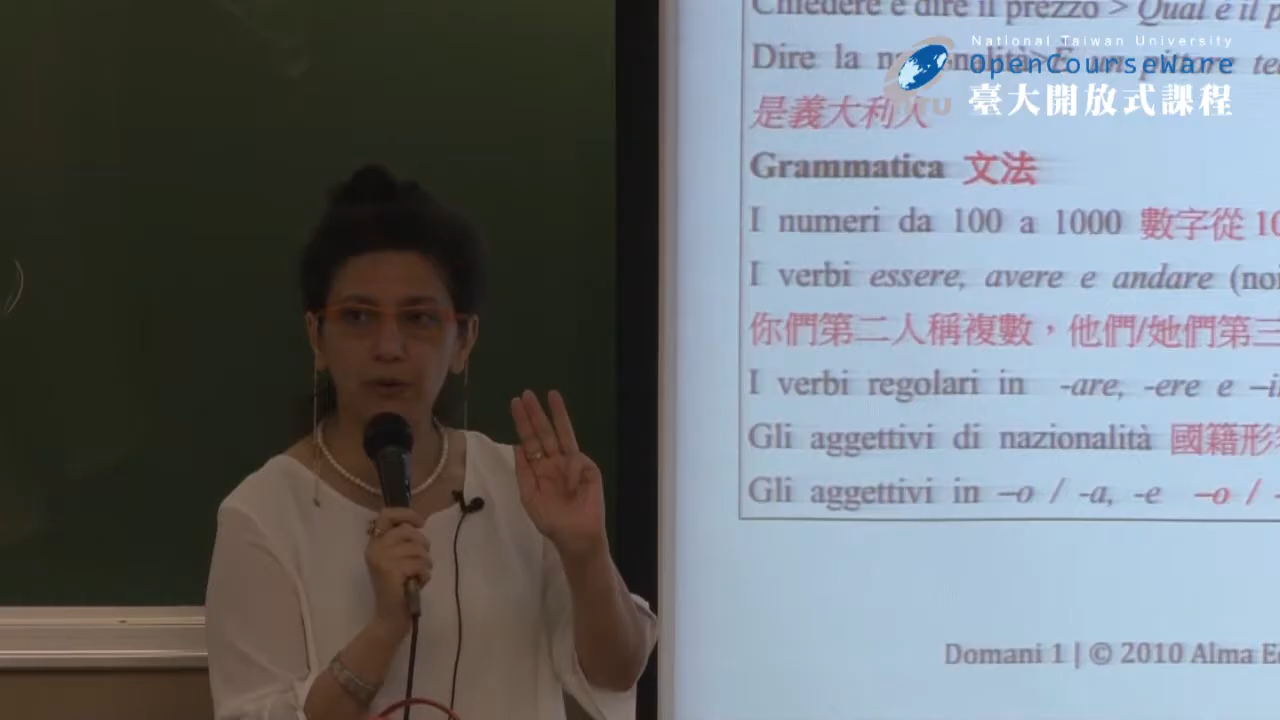 Chiedere e dire il prezzo > Qual è il
National Taiwan University
OpenCourseWare
臺大開放式課程
NTU
Dire la un pittore
是義大利人
Grammatica 文法
I numeri da 100 a 1000 數字從
I verbi essere, avere e andare (noi
你們第二人稱複數，他們/她們第三
I verbi regolari in -are, -ere e
Gli aggettivi di nazionalità 國籍形
Gli aggettivi in –o / -a, -e –o /
Domani 1 | © 2010 Alma